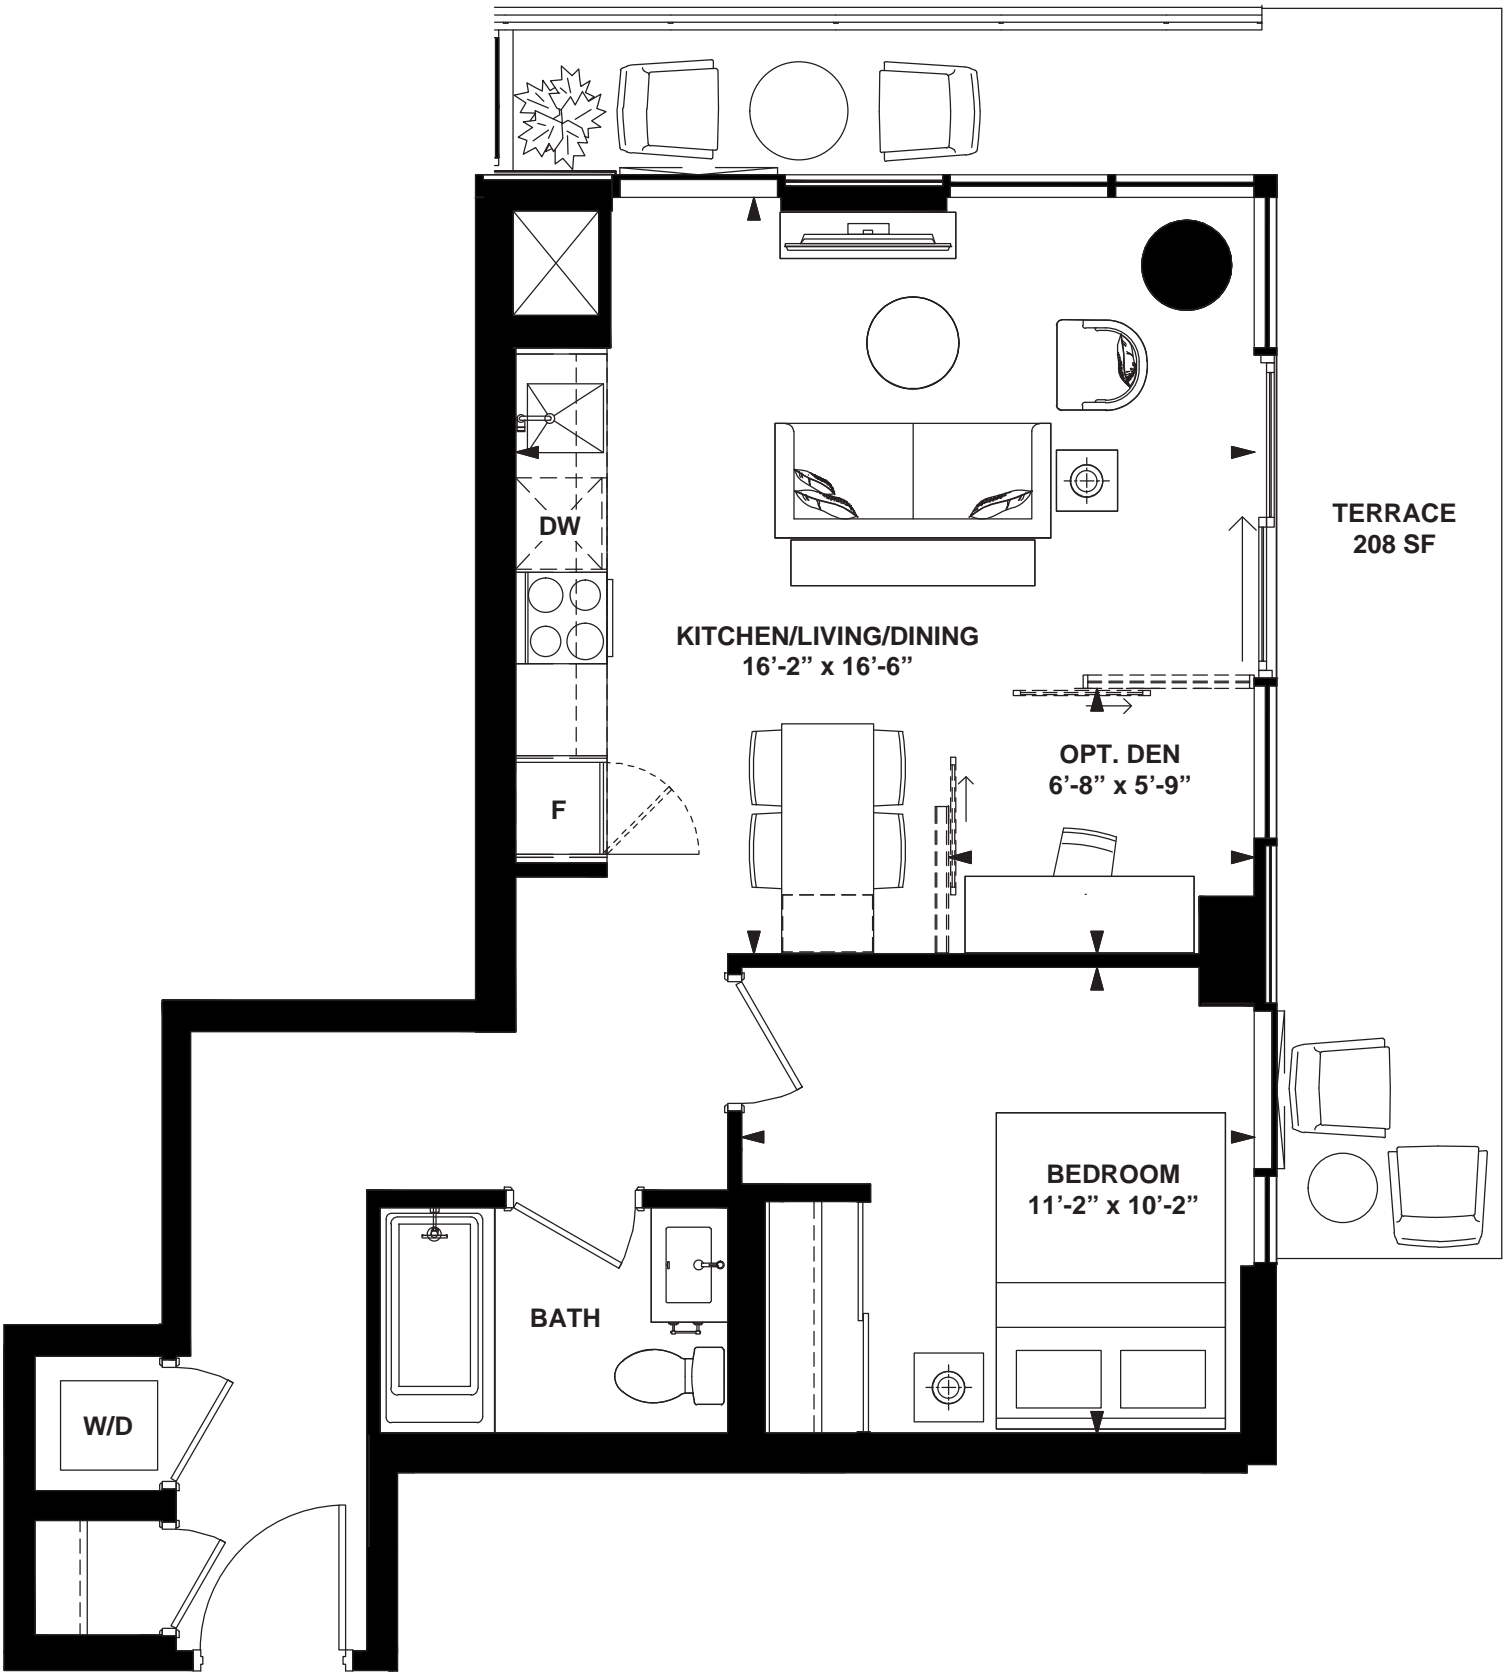 TERRACE
208 SF
DW
KITCHEN/LIVING/DINING
16’-2” x 16’-6”
OPT. DEN
6’-8” x 5’-9”
F
BEDROOM
11’-2” x 10’-2”
BATH
W/D